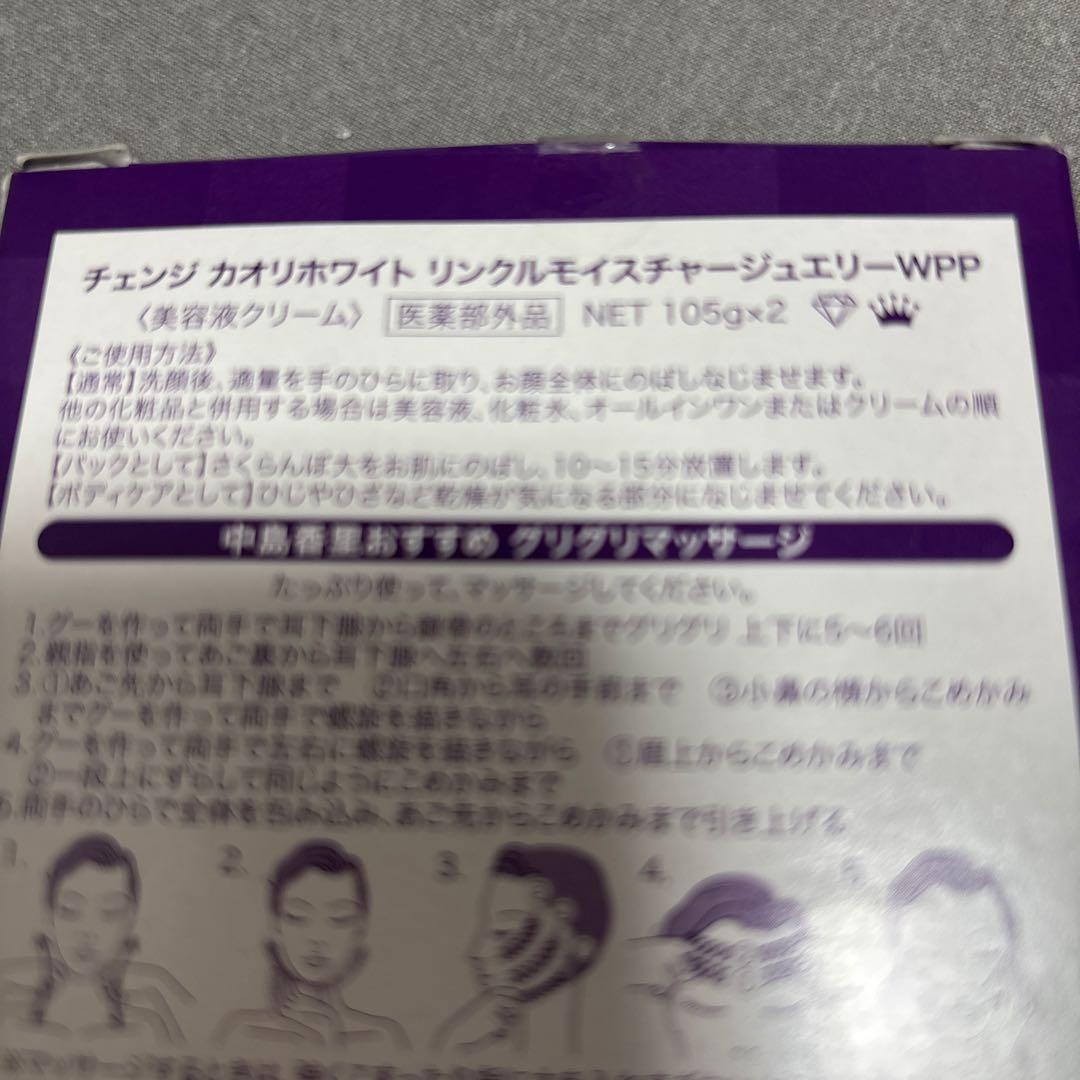 チェンジ カオリホワイト リンクルモイスチャージュエリーWPP
〈美容液クリーム〉 医薬部外品 NET 105g×2
《ご使用方法》
【通常】洗顔後、適量を手のひらに取り、お顔全体にのばしなじませます。
他の化粧品と併用する場合は美容液、化粧水、オールインワンまたはクリームの順
にお使いください。
【パックとして】さくらんぼ大をお肌にのばし、10〜15分放置します。
【ボディケアとして】ひじやひざなど乾燥が気になる部分になじませてください。
中島香里おすすめ グリグリマッサージ
たっぷり使って、マッサージしてください。
1.グーを作って両手で耳下腺から鎖骨のところまでグリグリ 上下に5〜6回
2.親指を使ってあご裏から耳下腺へ左右へ数回
3.①あご先から耳下腺まで ②口角から耳の手前まで ③小鼻の横からこめかみ
までグーを作って両手で螺旋を描きながら
4.グーを作って両手で左右に螺旋を描きながら ①眉上からこめかみまで
②一段上にずらして同じようにこめかみまで
5.両手のひらで全体を包み込み、あご元からこめかみまで引き上げる
1. 2. 3. 4. 5.